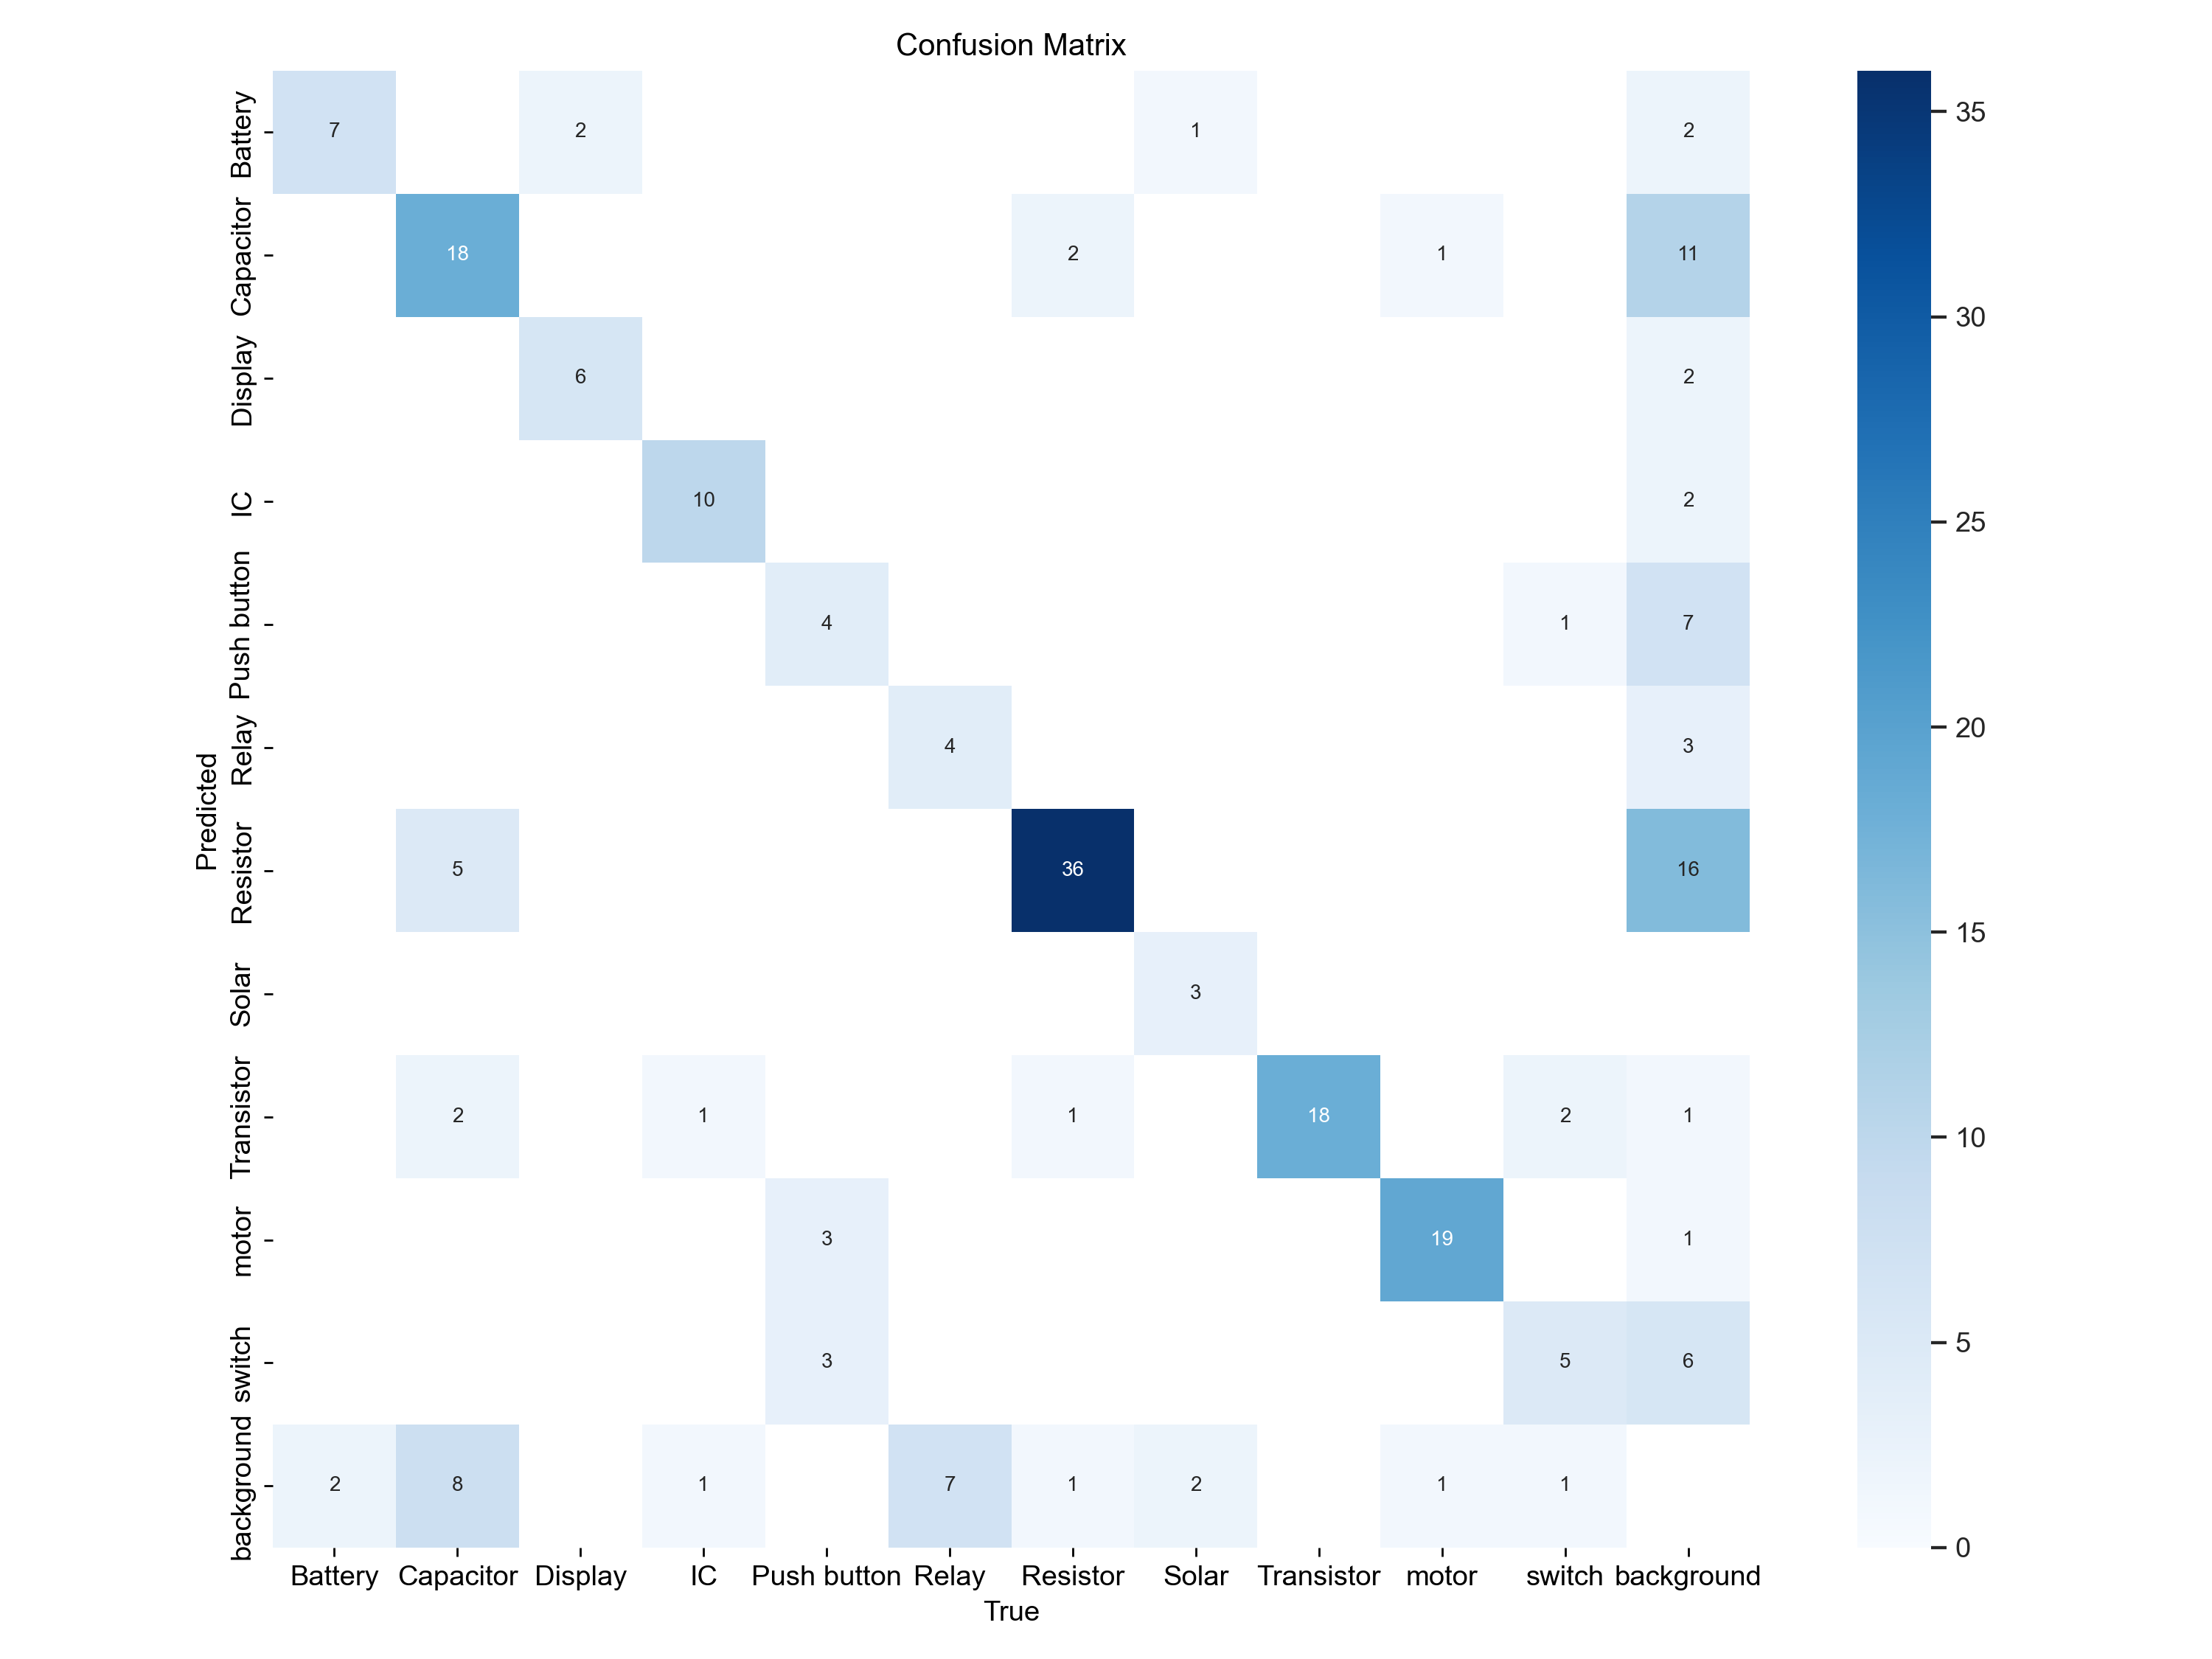 Confusion Matrix
Predicted
Battery 7 2 1 2
Capacitor 18 2 1 11
Display 6 2
IC 10 2
Push button 4 1 7
Relay 4 3
Resistor 5 36 16
Solar 3
Transistor 2 1 1 18 2 1
motor 3 19 1
switch 3 5 6
background 2 8 1 7 1 2 1 1
Battery Capacitor Display IC Push button Relay Resistor Solar Transistor motor switch background
True
35
30
25
20
15
10
5
0